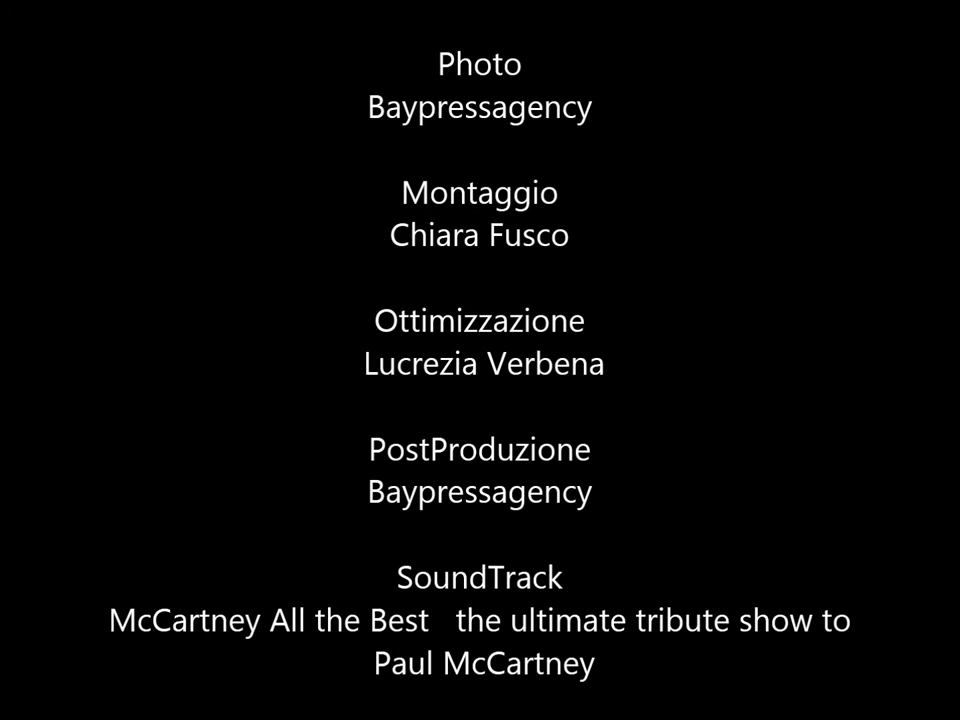 Photo
Baypressagency
Montaggio
Chiara Fusco
Ottimizzazione
Lucrezia Verbena
PostProduzione
Baypressagency
SoundTrack
McCartney All the Best   the ultimate tribute show to
Paul McCartney